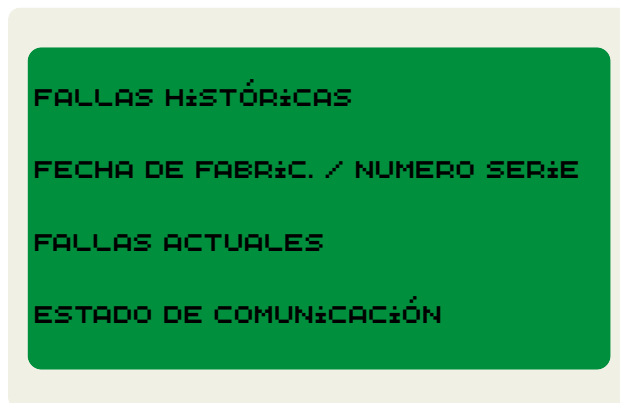 FALLAS HiSTÓRiCAS
FECHA DE FABRiC. / NUMERO SERiE
FALLAS ACTUALES
ESTADO DE COMUNiCACiÓN